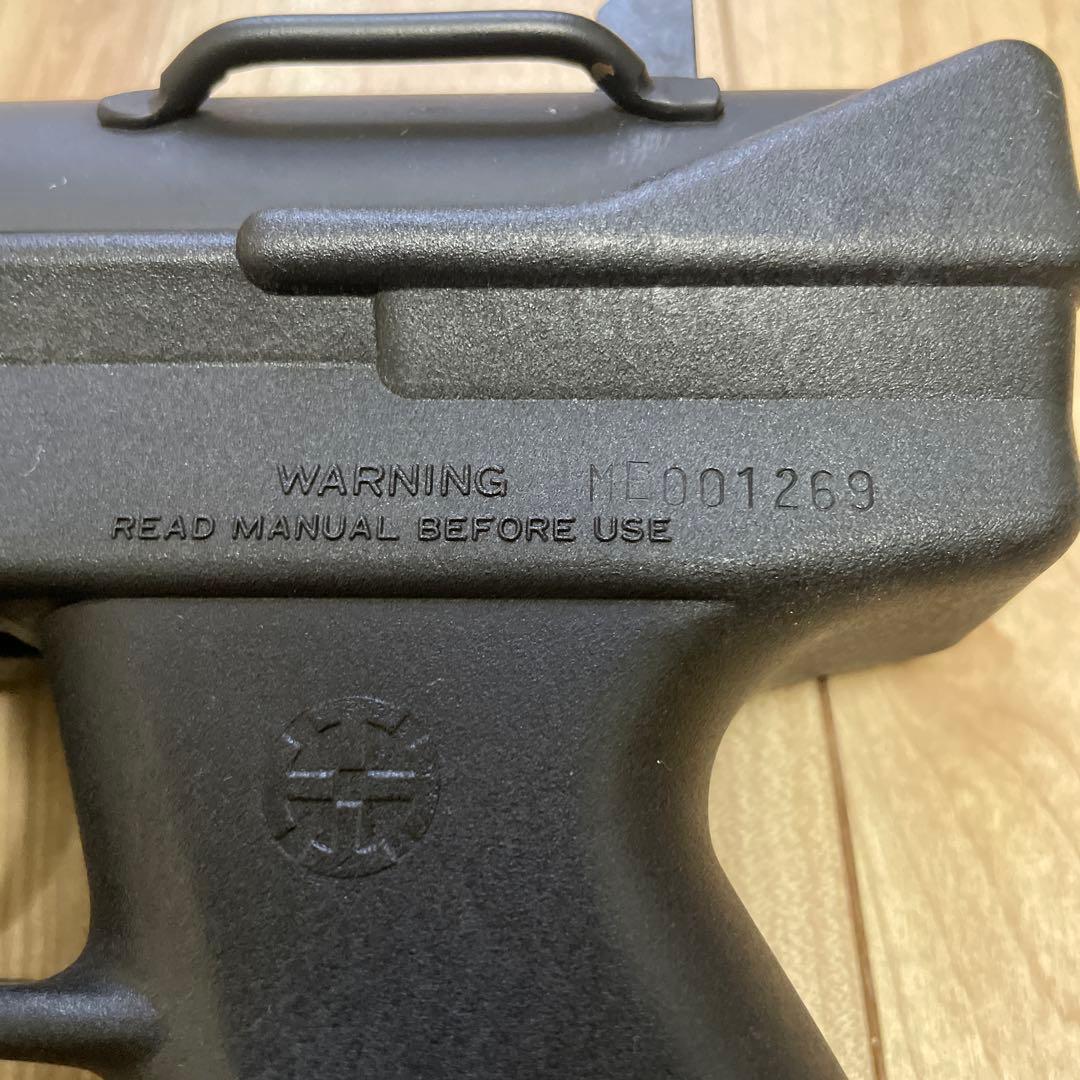 WARNING ME001269
READ MANUAL BEFORE USE